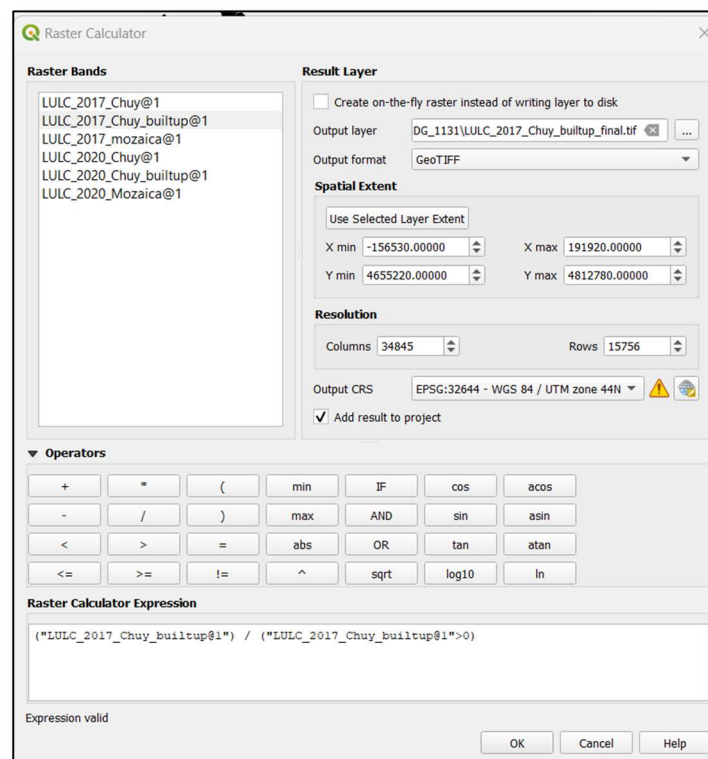 Raster Calculator
Raster Bands
LULC_2017_Chuy@1
LULC_2017_Chuy_builtup@1
LULC_2017_mozaica@1
LULC_2020_Chuy@1
LULC_2020_Chuy_builtup@1
LULC_2020_Mozaica@1
Result Layer
Create on-the-fly raster instead of writing layer to disk
Output layer DG_1131\LULC_2017_Chuy_builtup_final.tif ...
Output format GeoTIFF
Spatial Extent
Use Selected Layer Extent
X min -156530.00000 X max 191920.00000
Y min 4655220.00000 Y max 4812780.00000
Resolution
Columns 34845 Rows 15756
Output CRS EPSG:32644 - WGS 84 / UTM zone 44N
Add result to project
Operators
+ * ( min IF cos acos
- / ) max AND sin asin
< > = abs OR tan atan
<= >= != ^ sqrt log10 ln
Raster Calculator Expression
("LULC_2017_Chuy_builtup@1") / ("LULC_2017_Chuy_builtup@1">0)
Expression valid
OK Cancel Help